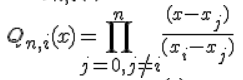 Q_{n,i}(x) = \prod_{j=0, j \neq i}^{n} \frac{(x - x_j)}{(x_i - x_j)}